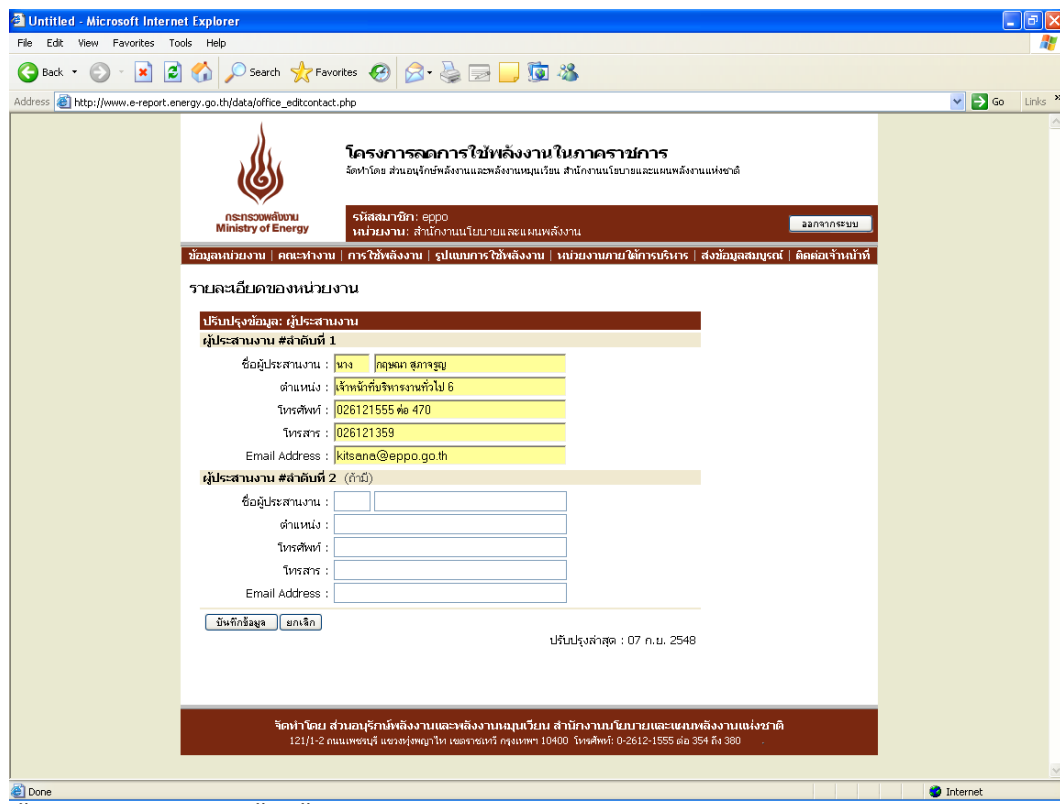 Untitled - Microsoft Internet Explorer
File Edit View Favorites Tools Help
Back Search Favorites
Address http://www.e-report.energy.go.th/data/office_editcontact.php Go Links »
โครงการลดการใช้พลังงานในภาคราชการ
จัดทำโดย ส่วนอนุรักษ์พลังงานและพลังงานหมุนเวียน สำนักงานนโยบายและแผนพลังงานแห่งชาติ
กระทรวงพลังงาน
Ministry of Energy
รหัสสมาชิก: eppo
หน่วยงาน: สำนักงานนโยบายและแผนพลังงาน
ออกจากระบบ
ข้อมูลหน่วยงาน | คณะทำงาน | การใช้พลังงาน | รูปแบบการใช้พลังงาน | หน่วยงานภายใต้การบริหาร | ส่งข้อมูลสมบูรณ์ | ติดต่อเจ้าหน้าที่
รายละเอียดของหน่วยงาน
ปรับปรุงข้อมูล: ผู้ประสานงาน
ผู้ประสานงาน #ลำดับที่ 1
ชื่อผู้ประสานงาน : นาง กฤษณา สุภาจรูญ
ตำแหน่ง : เจ้าหน้าที่บริหารงานทั่วไป 6
โทรศัพท์ : 026121555 ต่อ 470
โทรสาร : 026121359
Email Address : kitsana@eppo.go.th
ผู้ประสานงาน #ลำดับที่ 2 (ถ้ามี)
ชื่อผู้ประสานงาน :
ตำแหน่ง :
โทรศัพท์ :
โทรสาร :
Email Address :
บันทึกข้อมูล ยกเลิก
ปรับปรุงล่าสุด : 07 ก.ย. 2548
จัดทำโดย ส่วนอนุรักษ์พลังงานและพลังงานหมุนเวียน สำนักงานนโยบายและแผนพลังงานแห่งชาติ
121/1-2 ถนนเพชรบุรี แขวงทุ่งพญาไท เขตราชเทวี กรุงเทพฯ 10400 โทรศัพท์: 0-2612-1555 ต่อ 354 ถึง 380
Done Internet